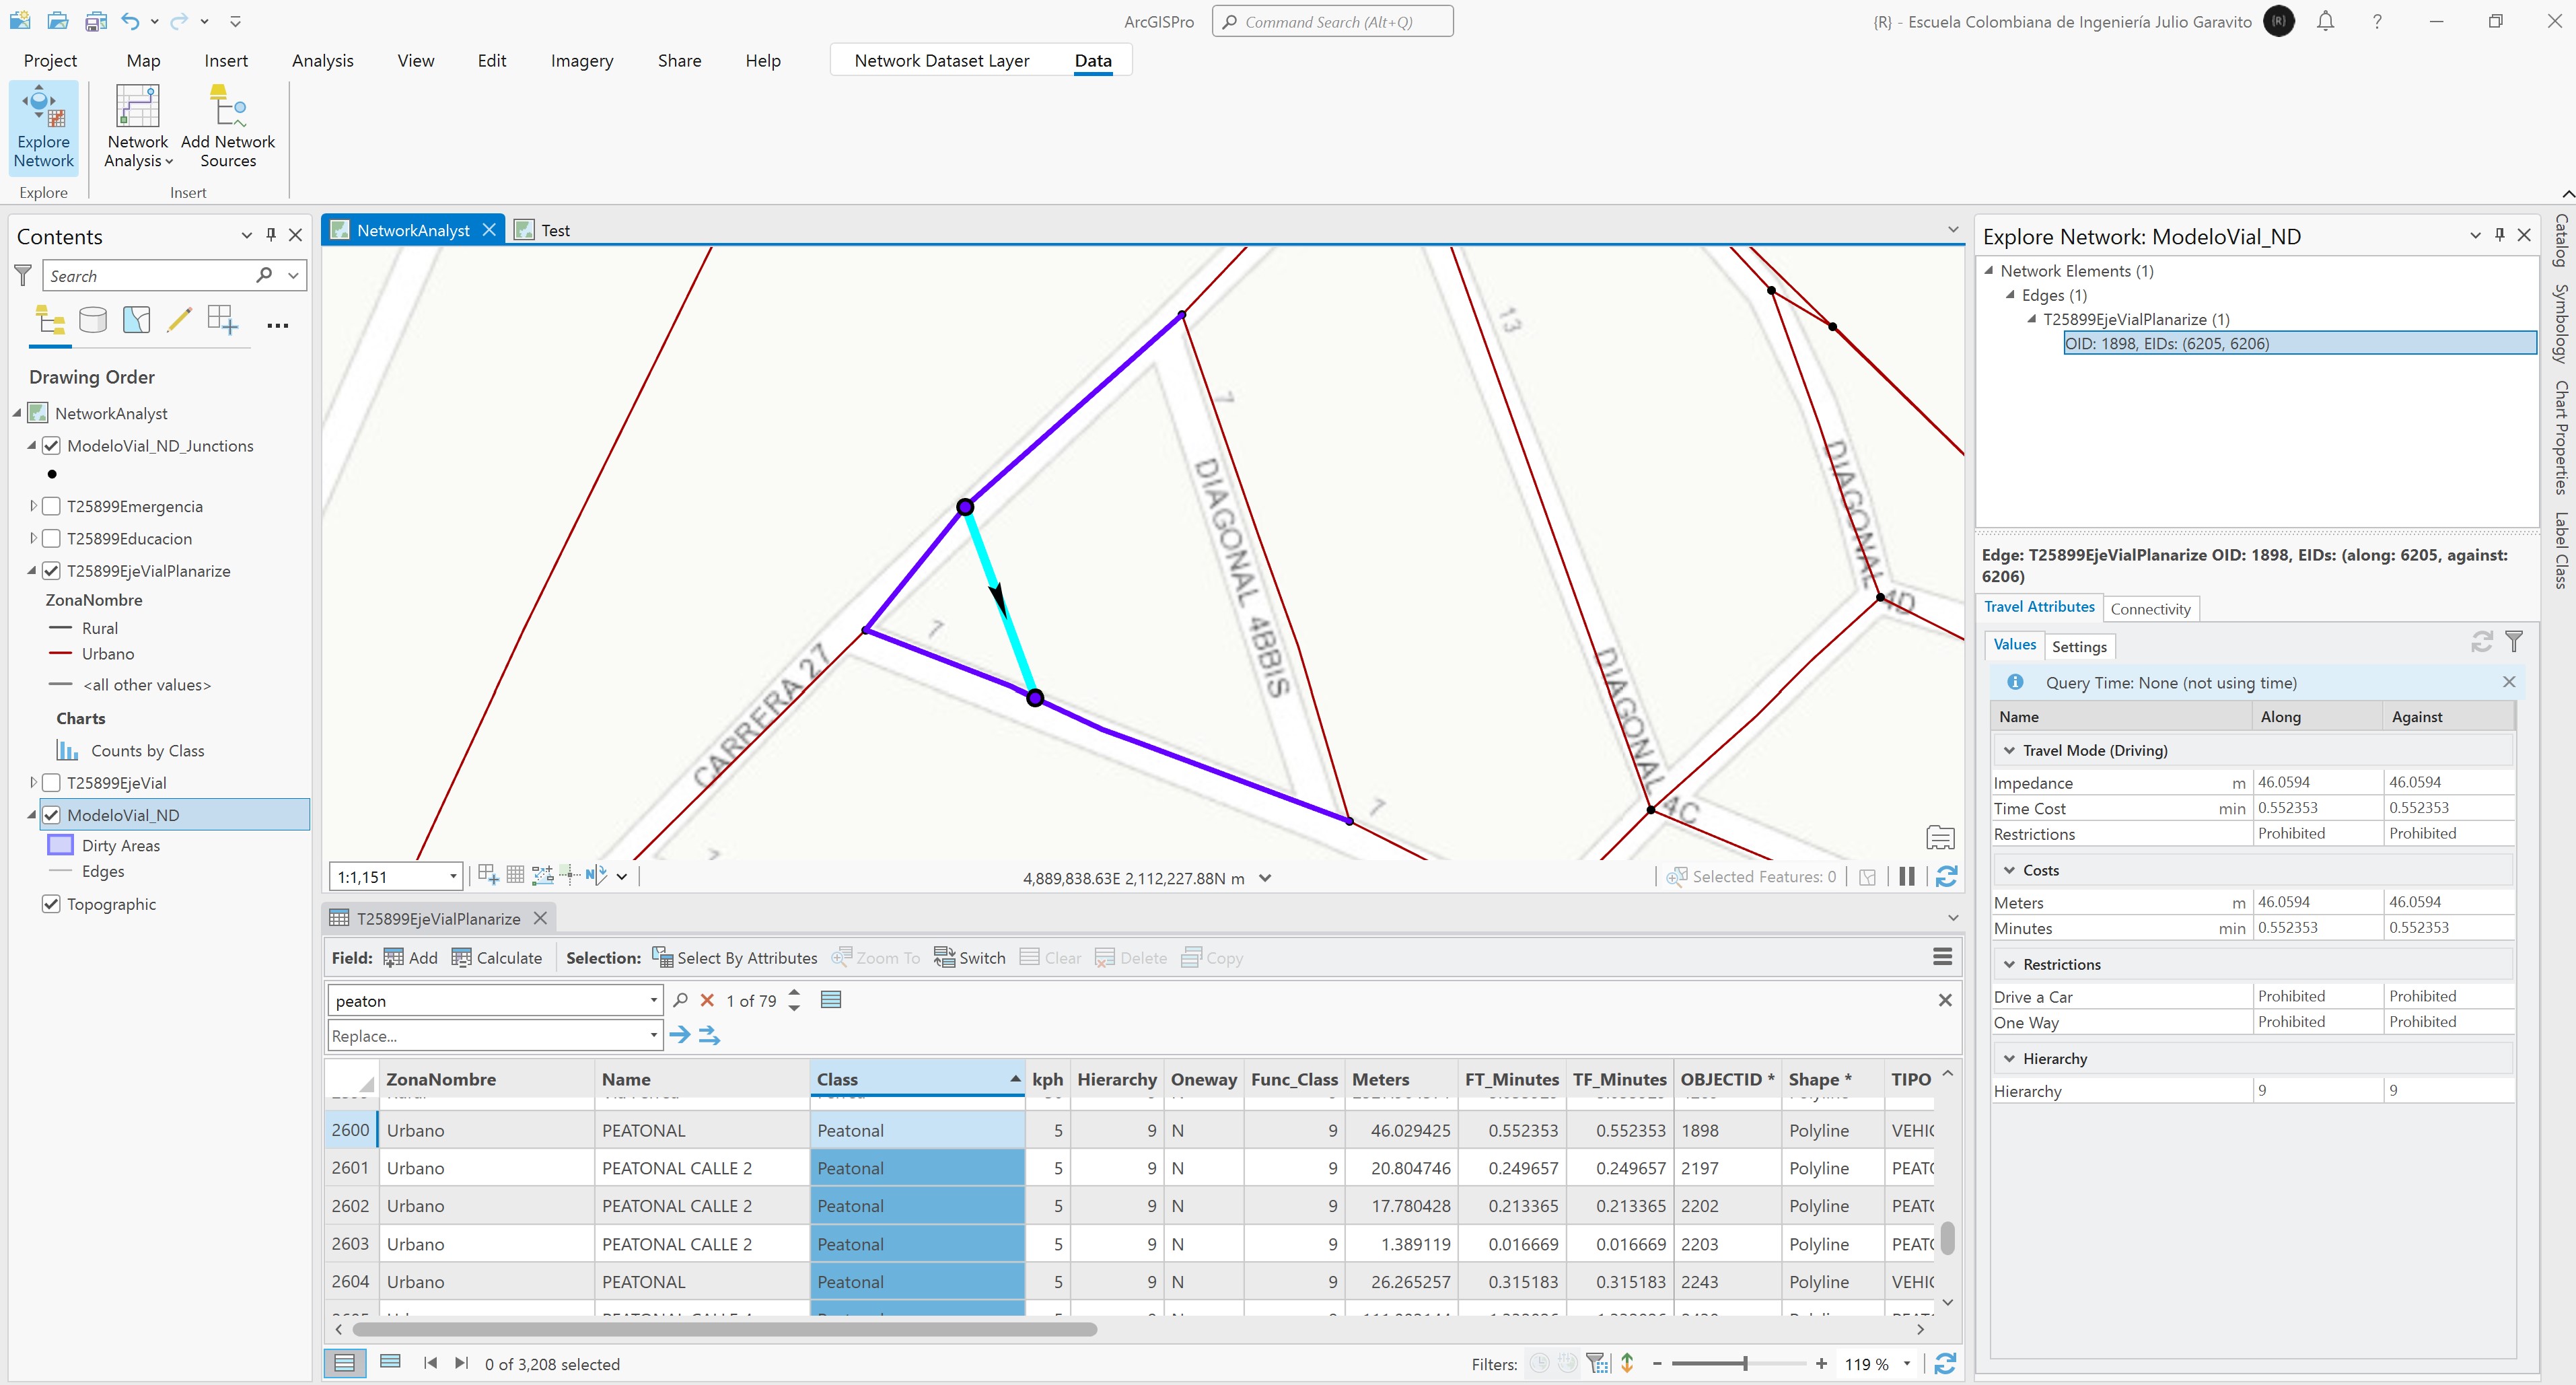 ArcGISPro
Command Search (Alt+Q)
{R} - Escuela Colombiana de Ingeniería Julio Garavito
{R}
?
Project Map Insert Analysis View Edit Imagery Share Help Network Dataset Layer Data
Explore Network
Network Analysis
Add Network Sources
Explore
Insert
Contents
Search
Drawing Order
NetworkAnalyst
ModeloVial_ND_Junctions
T25899Emergencia
T25899Educacion
T25899EjeVialPlanarize
ZonaNombre
Rural
Urbano
<all other values>
Charts
Counts by Class
T25899EjeVial
ModeloVial_ND
Dirty Areas
Edges
Topographic
NetworkAnalyst
Test
13
7
DIAGONAL 4BBIS
DIAGONAL
4D
7
CARRERA 27
DIAGONAL 4C
7
1:1,151
4,889,838.63E 2,112,227.88N m
Selected Features: 0
T25899EjeVialPlanarize
Field: Add Calculate Selection: Select By Attributes Zoom To Switch Clear Delete Copy
peaton 1 of 79
Replace...
ZonaNombre Name Class kph Hierarchy Oneway Func_Class Meters FT_Minutes TF_Minutes OBJECTID * Shape * TIPO
2600 Urbano PEATONAL Peatonal 5 9 N 9 46.029425 0.552353 0.552353 1898 Polyline VEHIC
2601 Urbano PEATONAL CALLE 2 Peatonal 5 9 N 9 20.804746 0.249657 0.249657 2197 Polyline PEATO
2602 Urbano PEATONAL CALLE 2 Peatonal 5 9 N 9 17.780428 0.213365 0.213365 2202 Polyline PEATO
2603 Urbano PEATONAL CALLE 2 Peatonal 5 9 N 9 1.389119 0.016669 0.016669 2203 Polyline PEATO
2604 Urbano PEATONAL Peatonal 5 9 N 9 26.265257 0.315183 0.315183 2243 Polyline VEHIC
0 of 3,208 selected
Filters:
119 %
Explore Network: ModeloVial_ND
Network Elements (1)
Edges (1)
T25899EjeVialPlanarize (1)
OID: 1898, EIDs: (6205, 6206)
Edge: T25899EjeVialPlanarize OID: 1898, EIDs: (along: 6205, against:
6206)
Travel Attributes Connectivity
Values Settings
Query Time: None (not using time)
Name Along Against
Travel Mode (Driving)
Impedance m 46.0594 46.0594
Time Cost min 0.552353 0.552353
Restrictions Prohibited Prohibited
Costs
Meters m 46.0594 46.0594
Minutes min 0.552353 0.552353
Restrictions
Drive a Car Prohibited Prohibited
One Way Prohibited Prohibited
Hierarchy
Hierarchy 9 9
Catalog
Symbology
Chart Properties
Label Class